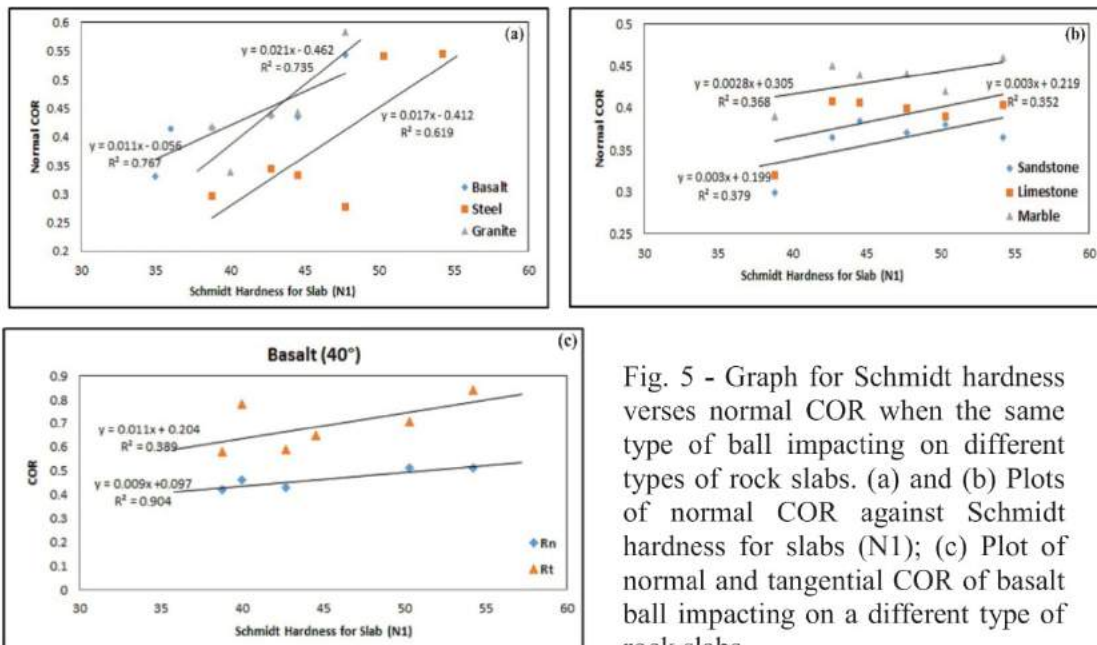 (a)
0.6
0.55
0.5
0.45
0.4
0.35
0.3
0.25
0.2
Normal COR
y = 0.021x - 0.462
R² = 0.735
y = 0.017x - 0.412
R² = 0.619
y = 0.011x - 0.056
R² = 0.767
Basalt
Steel
Granite
30 35 40 45 50 55 60
Schmidt Hardness for Slab (N1)
(b)
0.5
0.45
0.4
0.35
0.3
0.25
Normal COR
y = 0.0028x + 0.305
R² = 0.368
y = 0.003x + 0.219
R² = 0.352
y = 0.003x + 0.199
R² = 0.379
Sandstone
Limestone
Marble
30 35 40 45 50 55 60
Schmidt Hardness for Slab (N1)
(c)
Basalt (40°)
0.9
0.8
0.7
0.6
0.5
0.4
0.3
0.2
0.1
0
COR
y = 0.011x + 0.204
R² = 0.389
y = 0.009x +0.097
R² = 0.904
Rn
Rt
30 35 40 45 50 55 60
Schmidt Hardness for Slab (N1)
Fig. 5 - Graph for Schmidt hardness
verses normal COR when the same
type of ball impacting on different
types of rock slabs. (a) and (b) Plots
of normal COR against Schmidt
hardness for slabs (N1); (c) Plot of
normal and tangential COR of basalt
ball impacting on a different type of
rock slabs